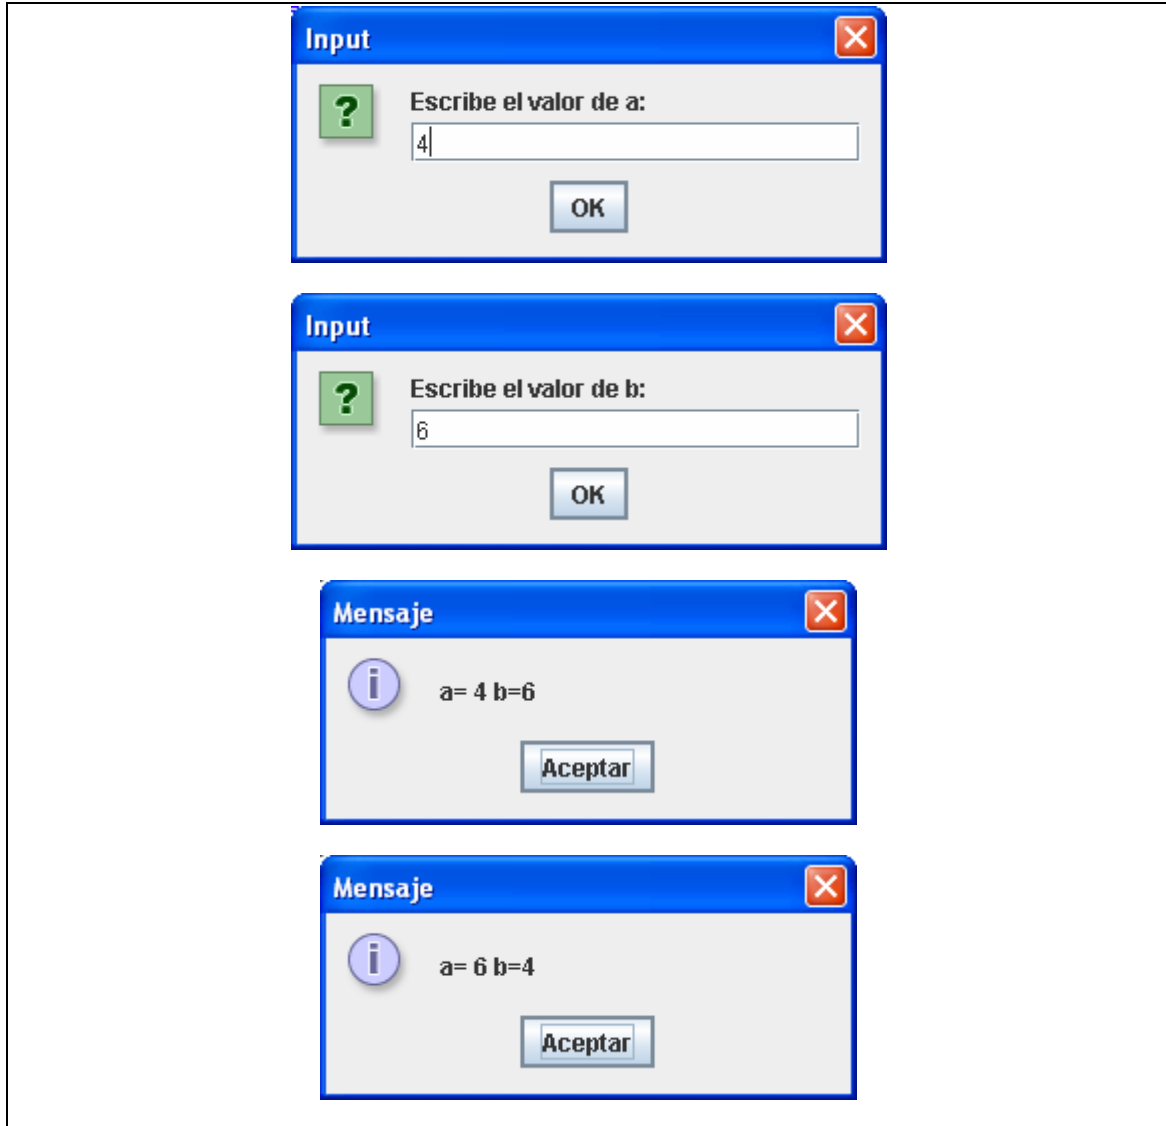 Input
?
Escribe el valor de a:
4
OK
Input
?
Escribe el valor de b:
6
OK
Mensaje
i
a= 4 b=6
Aceptar
Mensaje
i
a= 6 b=4
Aceptar